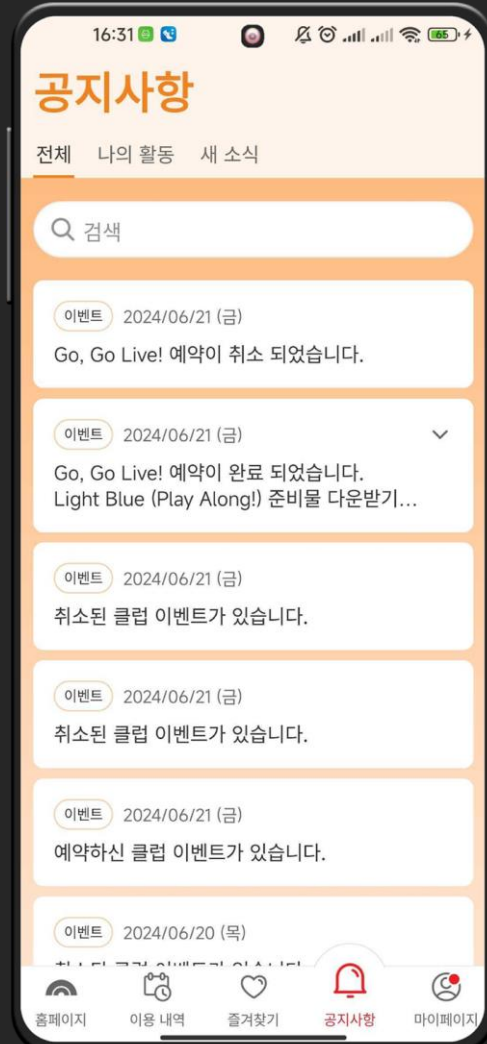 16:31
65
공지사항
전체 나의 활동 새 소식
검색
이벤트 2024/06/21 (금)
Go, Go Live! 예약이 취소 되었습니다.
이벤트 2024/06/21 (금)
Go, Go Live! 예약이 완료 되었습니다.
Light Blue (Play Along!) 준비물 다운받기...
이벤트 2024/06/21 (금)
취소된 클럽 이벤트가 있습니다.
이벤트 2024/06/21 (금)
취소된 클럽 이벤트가 있습니다.
이벤트 2024/06/21 (금)
예약하신 클럽 이벤트가 있습니다.
이벤트 2024/06/20 (목)
홈페이지 이용 내역 즐겨찾기 공지사항 마이페이지